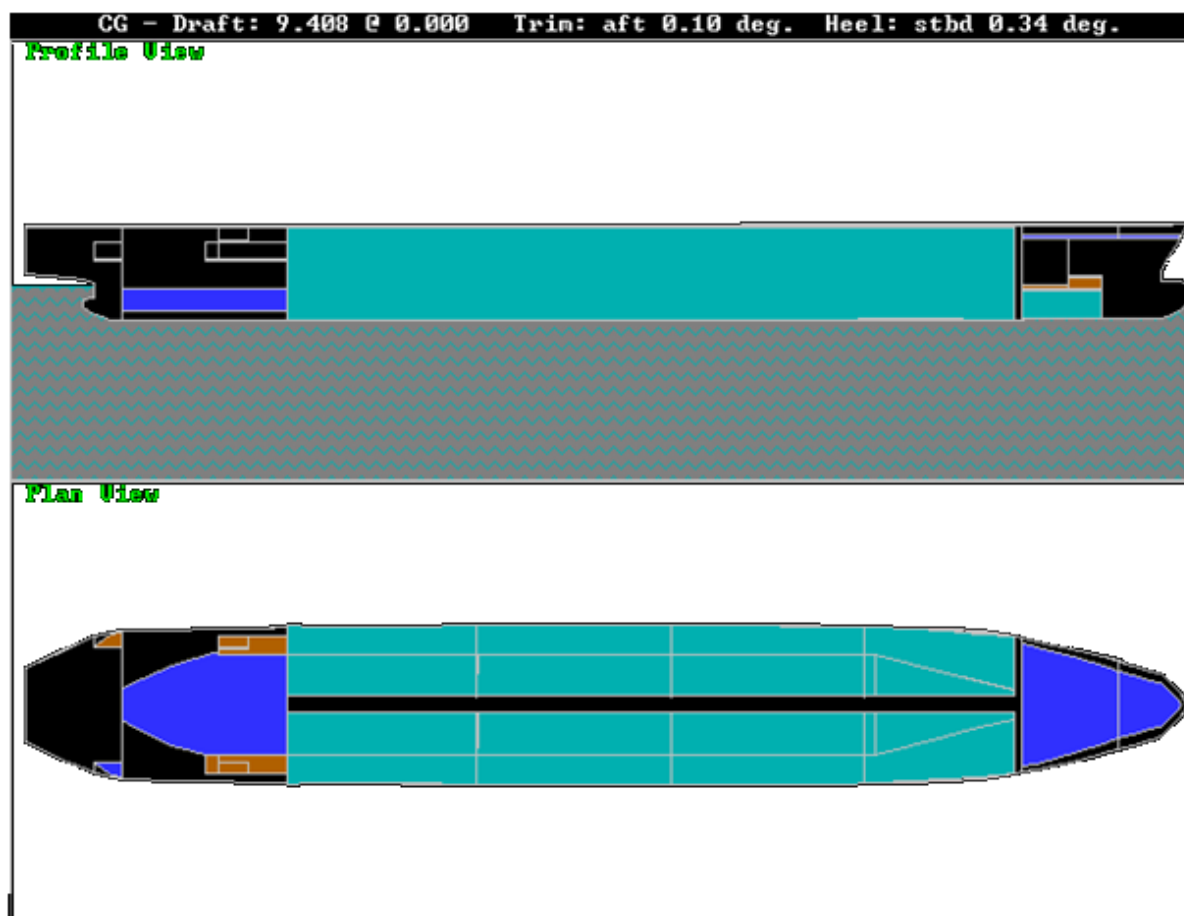 CG - Draft: 9.408 @ 0.000 Trim: aft 0.10 deg. Heel: stbd 0.34 deg.
Profile View
Plan View